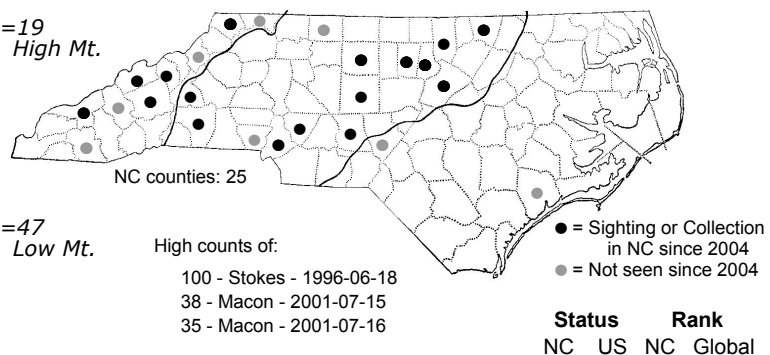 =19
High Mt.
NC counties: 25
=47
Low Mt.
High counts of:
100 - Stokes - 1996-06-18
38 - Macon - 2001-07-15
35 - Macon - 2001-07-16
● = Sighting or Collection
in NC since 2004
● = Not seen since 2004
Status Rank
NC US NC Global